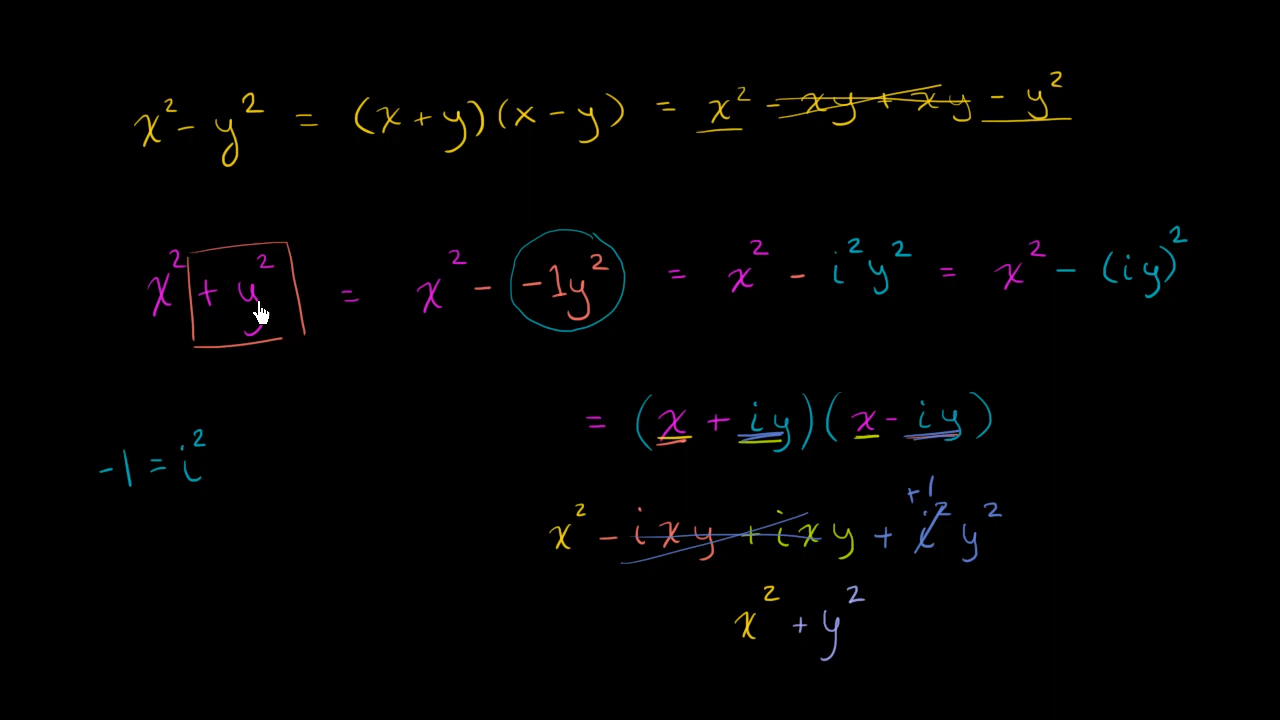 x² - y² = (x + y)(x - y) = x² - xy + xy - y²
x² + y² = x² - -1y² = x² - i²y² = x² - (iy)²
= (x + iy)(x - iy)
-1 = i²
+1
x² - ixy + ixy + i²y²
x² + y²